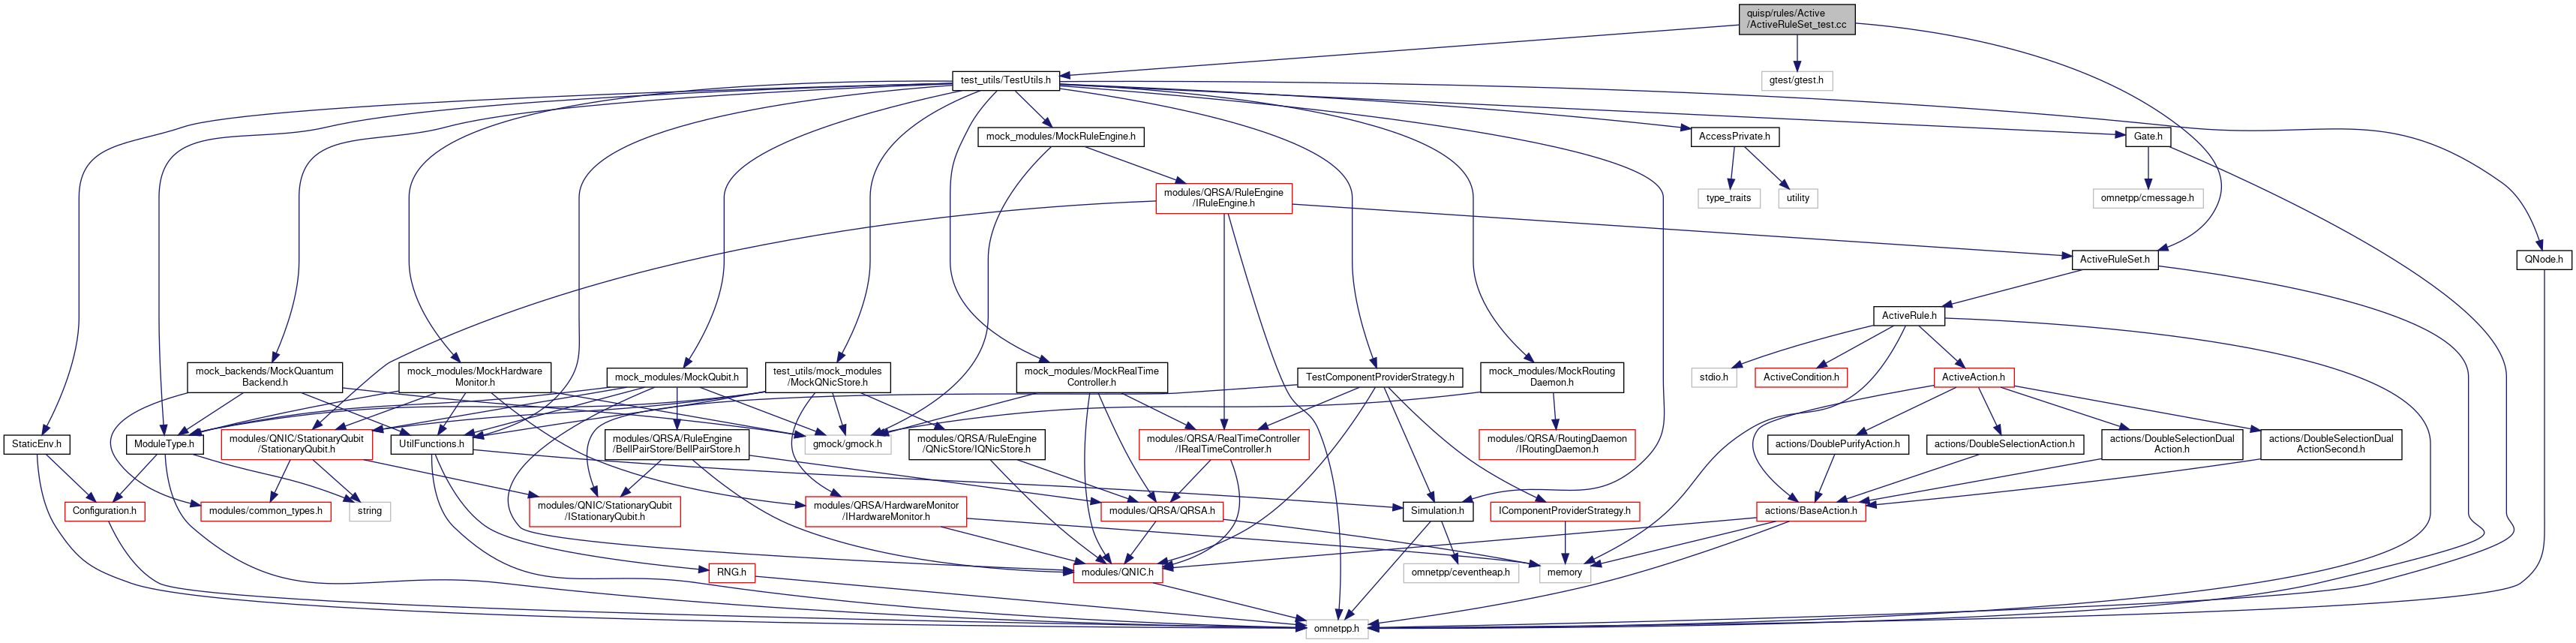 quisp/rules/Active
/ActiveRuleSet_test.cc
test_utils/TestUtils.h
gtest/gtest.h
mock_modules/MockRuleEngine.h
AccessPrivate.h
Gate.h
modules/QRSA/RuleEngine
/IRuleEngine.h
type_traits
utility
omnetpp/cmessage.h
ActiveRuleSet.h
QNode.h
ActiveRule.h
mock_backends/MockQuantum
Backend.h
mock_modules/MockHardware
Monitor.h
mock_modules/MockQubit.h
test_utils/mock_modules
/MockQNicStore.h
mock_modules/MockRealTime
Controller.h
TestComponentProviderStrategy.h
mock_modules/MockRouting
Daemon.h
stdio.h
ActiveCondition.h
ActiveAction.h
StaticEnv.h
ModuleType.h
modules/QNIC/StationaryQubit
/StationaryQubit.h
UtilFunctions.h
modules/QRSA/RuleEngine
/BellPairStore/BellPairStore.h
gmock/gmock.h
modules/QRSA/RuleEngine
/QNicStore/IQNicStore.h
modules/QRSA/RealTimeController
/IRealTimeController.h
modules/QRSA/RoutingDaemon
/IRoutingDaemon.h
actions/DoublePurifyAction.h
actions/DoubleSelectionAction.h
actions/DoubleSelectionDual
Action.h
actions/DoubleSelectionDual
ActionSecond.h
Configuration.h
modules/common_types.h
string
modules/QNIC/StationaryQubit
/IStationaryQubit.h
modules/QRSA/HardwareMonitor
/IHardwareMonitor.h
modules/QRSA/QRSA.h
Simulation.h
IComponentProviderStrategy.h
actions/BaseAction.h
RNG.h
modules/QNIC.h
omnetpp/ceventheap.h
memory
omnetpp.h